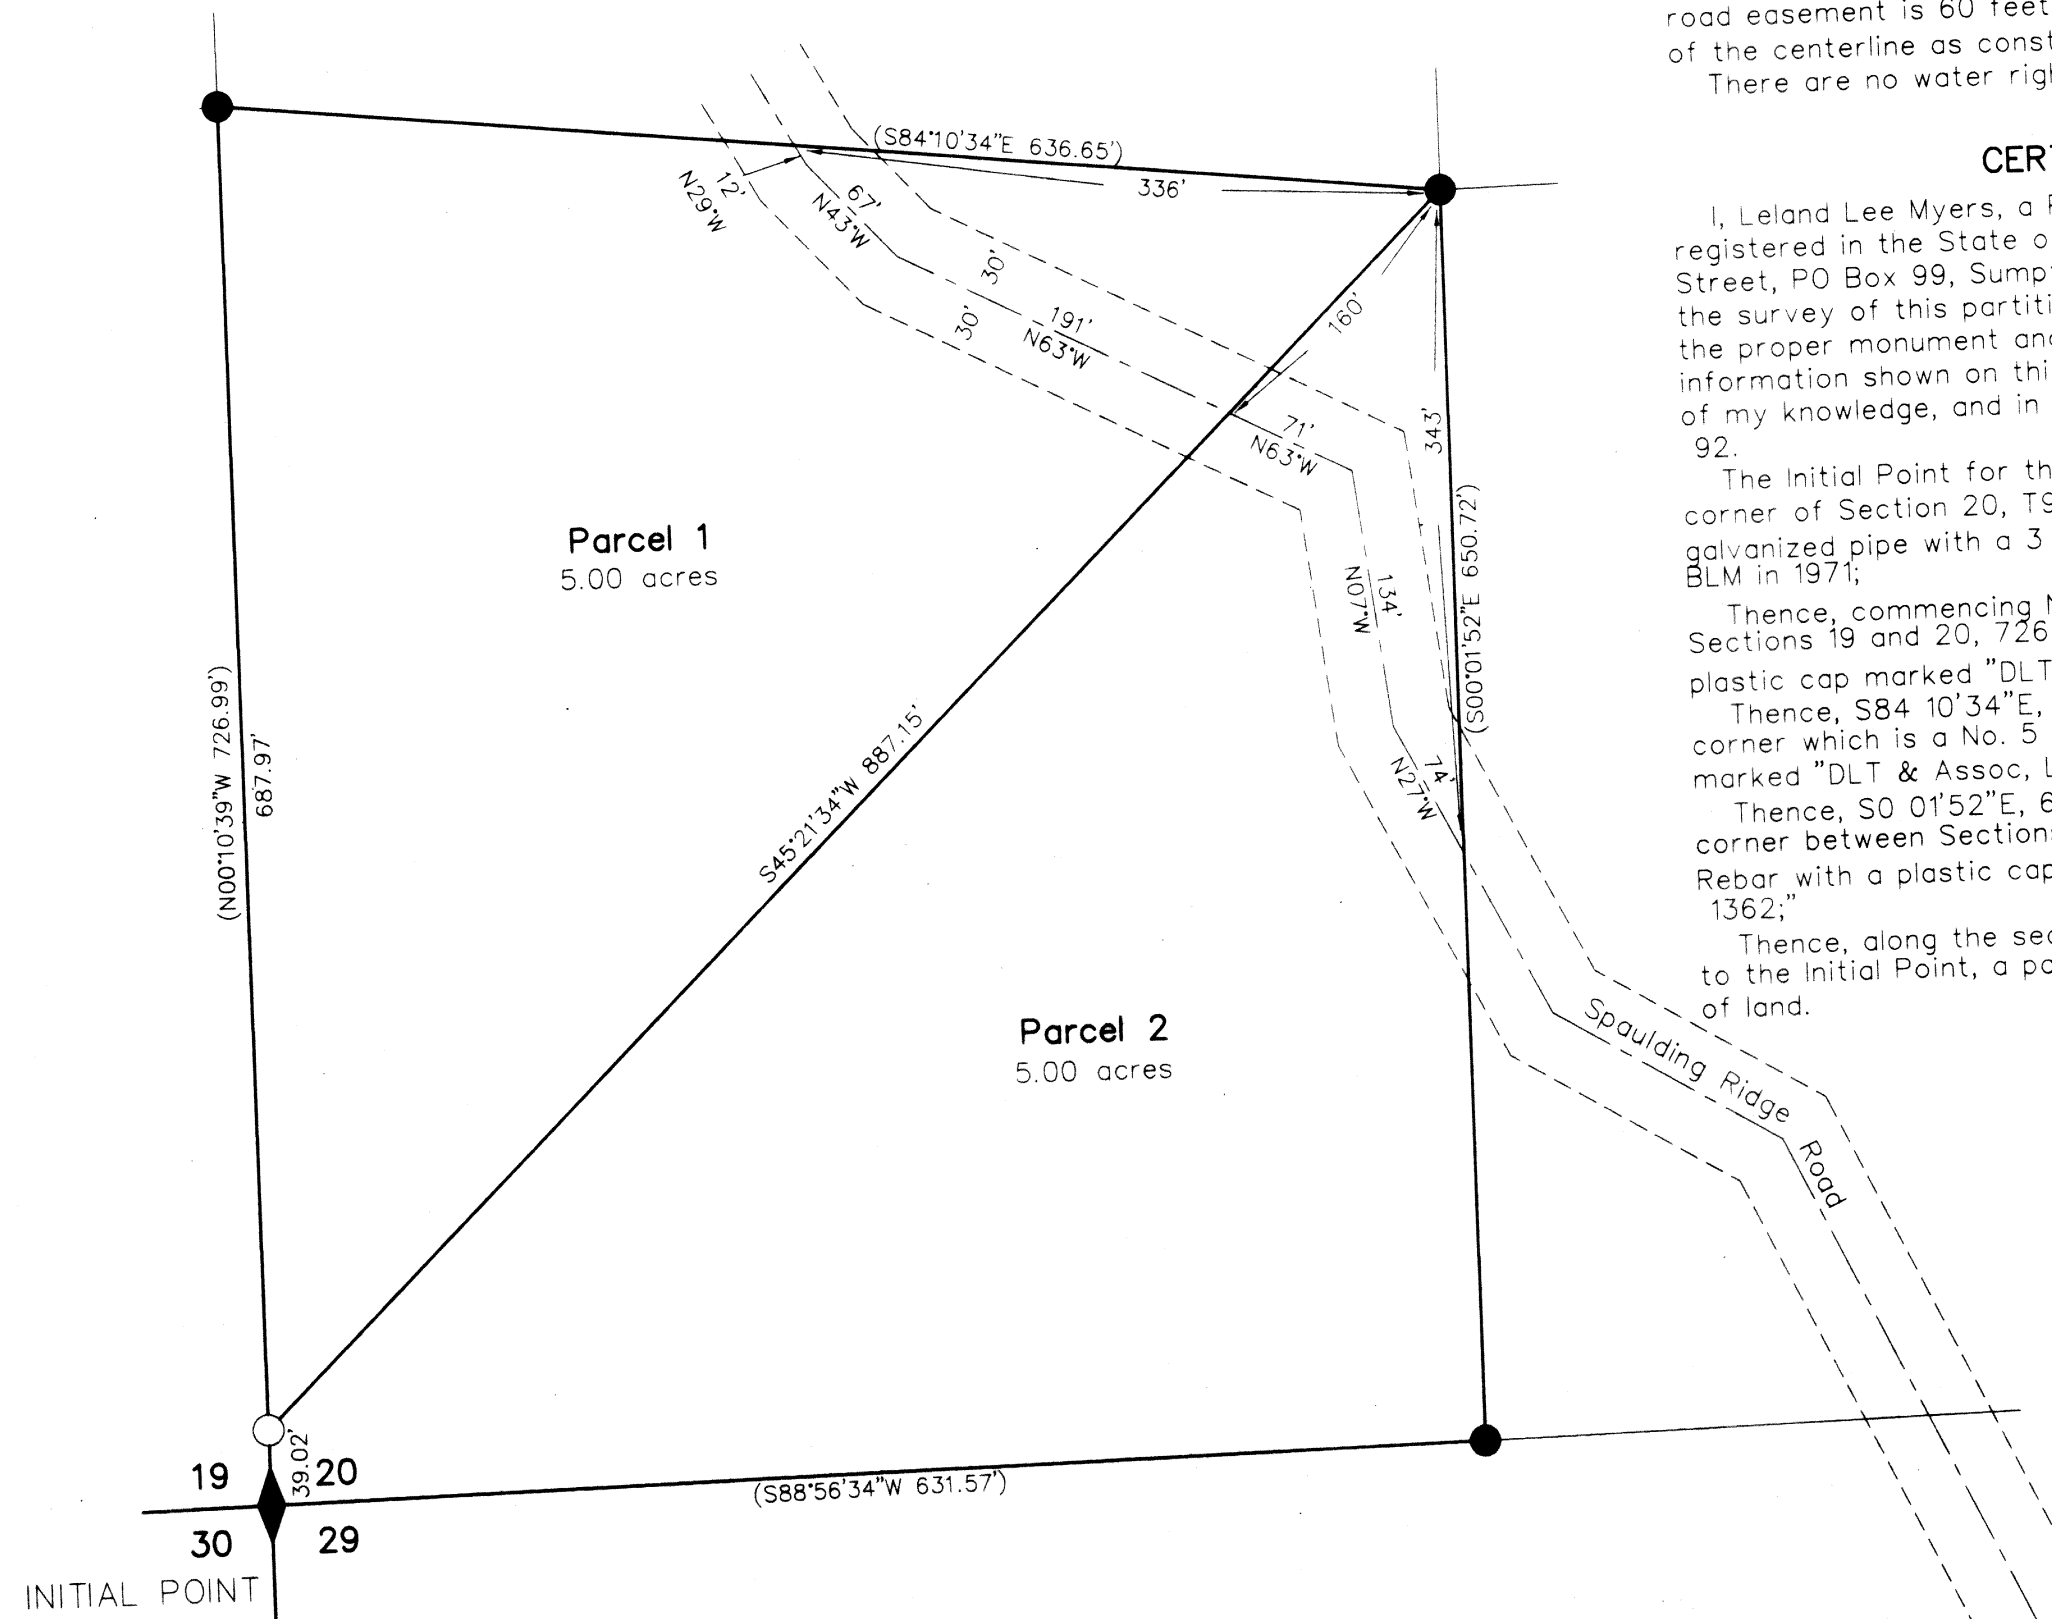 (S84°10'34"E 636.65')
336'
12'
N29°W
67'
N43°W
30'
30'
191'
N63°W
160'
71'
N63°W
343'
(S00°01'52"E 650.72')
134'
N07°W
74'
N27°W
Parcel 1
5.00 acres
(N00°10'39"W 726.99')
687.97'
S45°21'34"W 887.15'
Parcel 2
5.00 acres
Spaulding Ridge Road
39.02'
19 20
(S88°56'34"W 631.57')
30 29
INITIAL POINT
road easement is 60 feet
of the centerline as const
There are no water righ
CERT
I, Leland Lee Myers, a
registered in the State o
Street, PO Box 99, Sump
the survey of this partiti
the proper monument and
information shown on thi
of my knowledge, and in
92.
The Initial Point for th
corner of Section 20, T9
galvanized pipe with a 3
BLM in 1971;
Thence, commencing N
Sections 19 and 20, 726
plastic cap marked "DLT
Thence, S84 10'34"E,
corner which is a No. 5
marked "DLT & Assoc, L
Thence, S0 01'52"E, 6
corner between Sections
Rebar with a plastic cap
1362;"
Thence, along the sec
to the Initial Point, a po
of land.